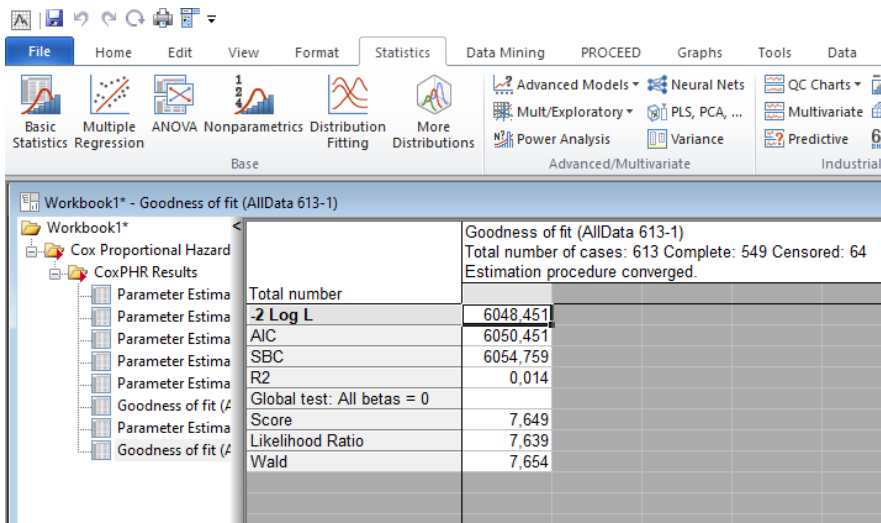 File Home Edit View Format Statistics Data Mining PROCEED Graphs Tools Data
Basic Statistics
Multiple Regression
ANOVA
Nonparametrics
Distribution Fitting
More Distributions
Base
Advanced Models
Neural Nets
Mult/Exploratory
PLS, PCA, ...
Power Analysis
Variance
Advanced/Multivariate
QC Charts
Multivariate
Predictive
Industrial
Workbook1* - Goodness of fit (AllData 613-1)
Workbook1*
Cox Proportional Hazard
CoxPHR Results
Parameter Estima
Parameter Estima
Parameter Estima
Parameter Estima
Parameter Estima
Goodness of fit (A
Parameter Estima
Goodness of fit (A
Goodness of fit (AllData 613-1)
Total number of cases: 613 Complete: 549 Censored: 64
Estimation procedure converged.
Total number
-2 Log L 6048,451
AIC 6050,451
SBC 6054,759
R2 0,014
Global test: All betas = 0
Score 7,649
Likelihood Ratio 7,639
Wald 7,654